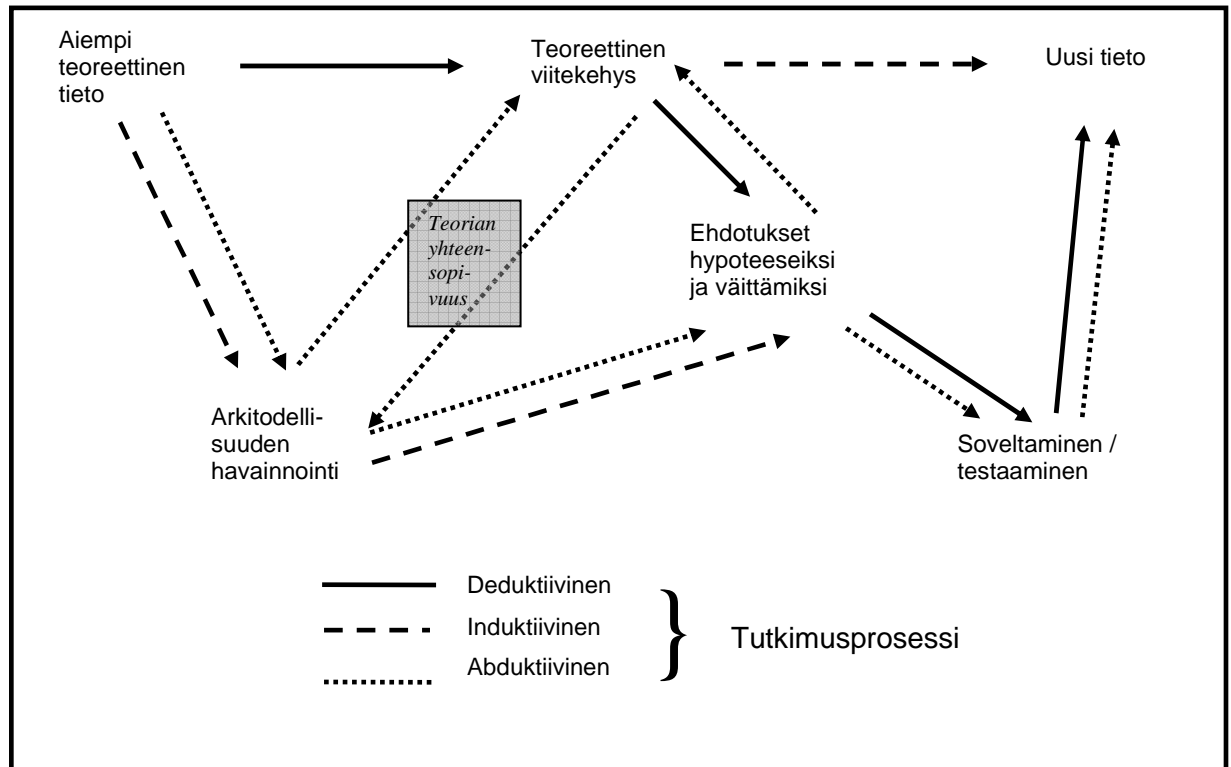 Aiempi
teoreettinen
tieto
Teoreettinen
viitekehys
Uusi tieto
Teorian
yhteen-
sopi-
vuus
Ehdotukset
hypoteeseiksi
ja väittämiksi
Arkitodelli-
suuden
havainnointi
Soveltaminen /
testaaminen
Deduktiivinen
Induktiivinen
Abduktiivinen
Tutkimusprosessi